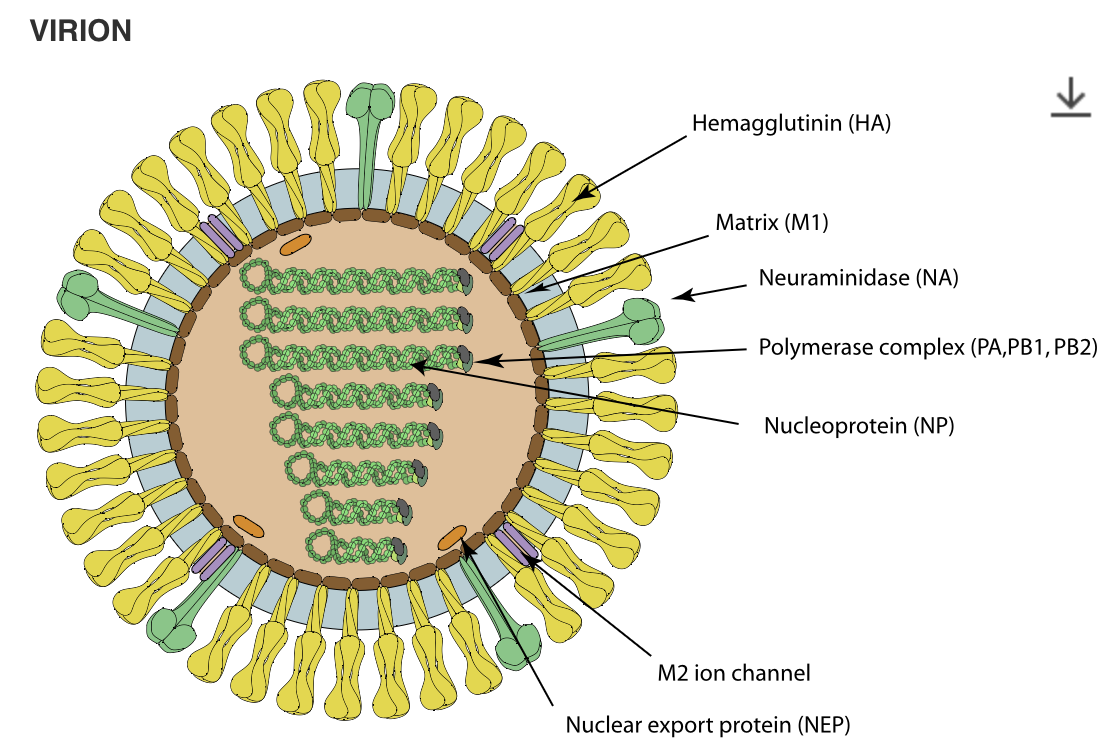 VIRION
Hemagglutinin (HA)
Matrix (M1)
Neuraminidase (NA)
Polymerase complex (PA,PB1, PB2)
Nucleoprotein (NP)
M2 ion channel
Nuclear export protein (NEP)